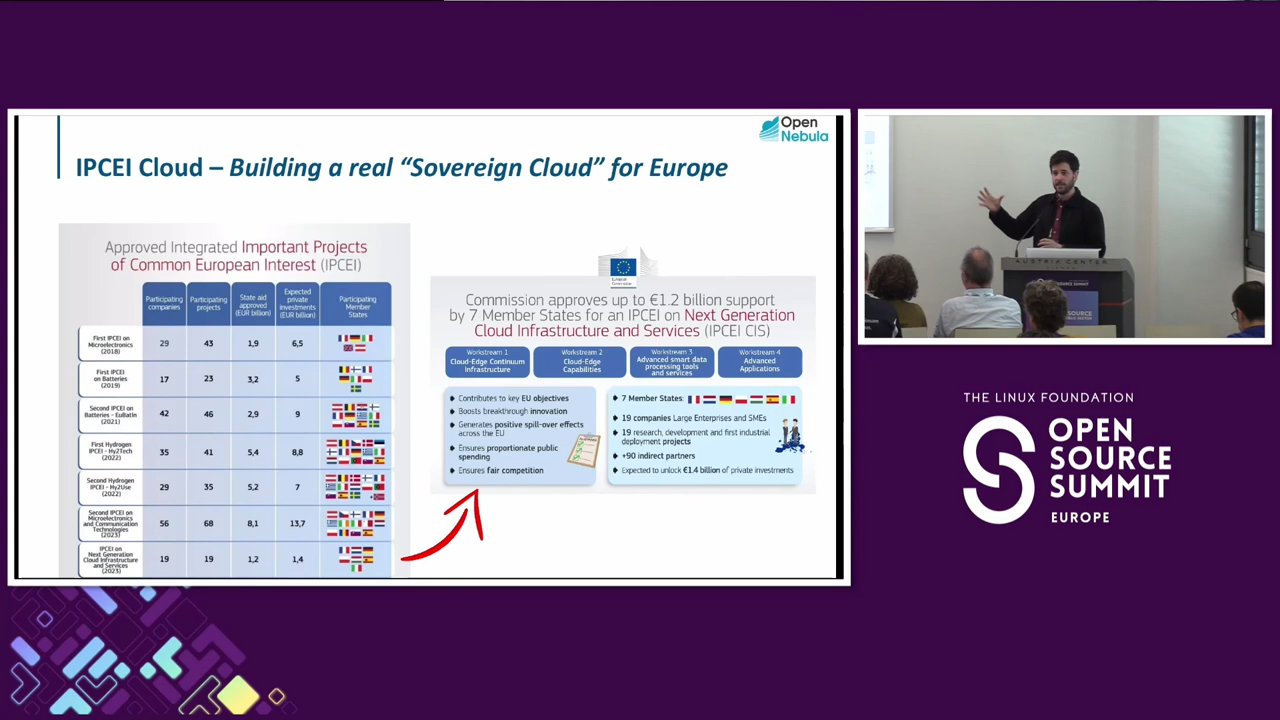 Open
Nebula
IPCEI Cloud – Building a real “Sovereign Cloud” for Europe
Approved Integrated Important Projects
of Common European Interest (IPCEI)
Participating companies
Participating projects
State aid approved (EUR billion)
Expected private investments (EUR billion)
Participating Member States
First IPCEI on Microelectronics (2018) 29 43 1,9 6,5
First IPCEI on Batteries (2019) 17 23 3,2 5
Second IPCEI on Batteries - EuBatIn (2021) 42 46 2,9 9
First Hydrogen IPCEI - Hy2Tech (2022) 35 41 5,4 8,8
Second Hydrogen IPCEI - Hy2Use (2022) 29 35 5,2 7
Second IPCEI on Microelectronics and Communication Technologies (2023) 56 68 8,1 13,7
IPCEI on Next Generation Cloud Infrastructure and Services (2023) 19 19 1,2 1,4
European Commission
Commission approves up to €1.2 billion support
by 7 Member States for an IPCEI on Next Generation
Cloud Infrastructure and Services (IPCEI CIS)
Workstream 1
Cloud-Edge Continuum
Infrastructure
Workstream 2
Cloud-Edge
Capabilities
Workstream 3
Advanced smart data
processing tools
and services
Workstream 4
Advanced
Applications
Contributes to key EU objectives
Boosts breakthrough innovation
Generates positive spill-over effects
across the EU
Ensures proportionate public
spending
Ensures fair competition
7 Member States:
19 companies Large Enterprises and SMEs
19 research, development and first industrial
deployment projects
+90 indirect partners
Expected to unlock €1.4 billion of private investments
AUSTRIA CENTER
THE LINUX FOUNDATION
OPEN
SOURCE
SUMMIT
EUROPE